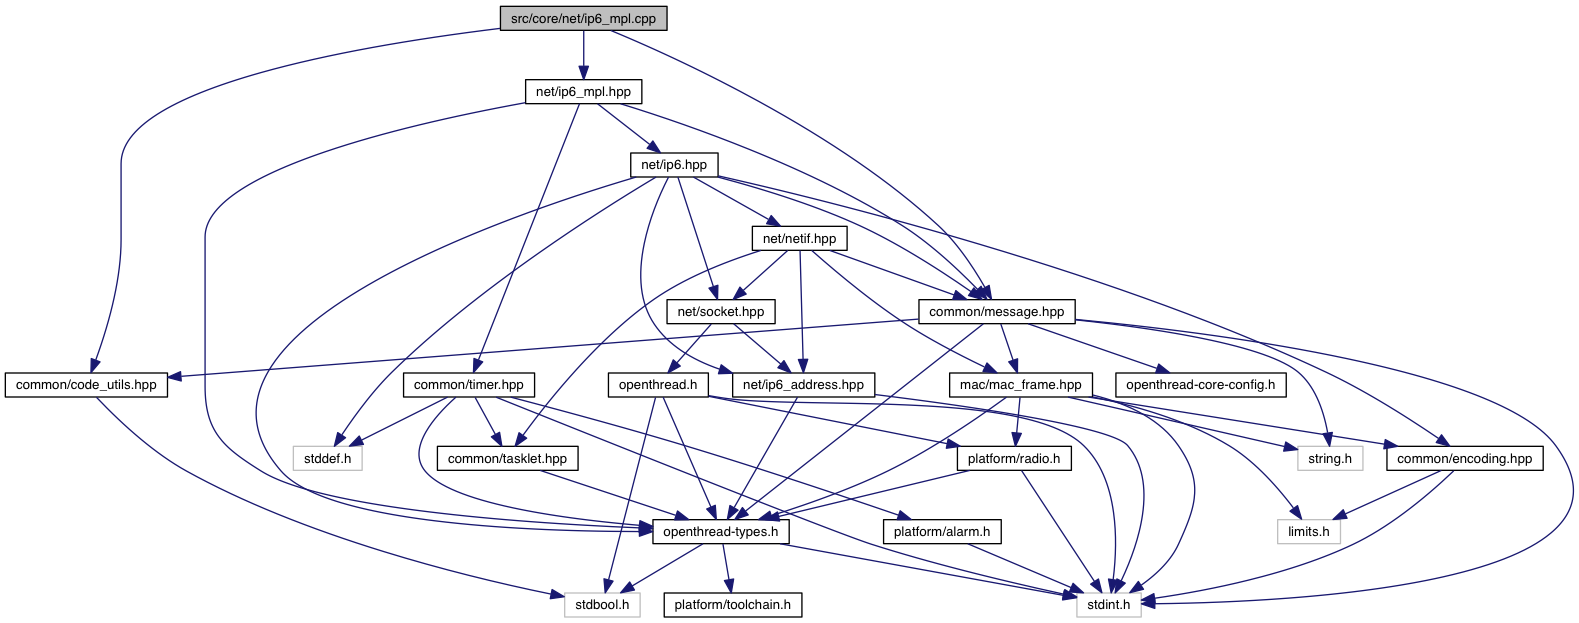 src/core/net/ip6_mpl.cpp
net/ip6_mpl.hpp
net/ip6.hpp
net/netif.hpp
net/socket.hpp
common/message.hpp
common/code_utils.hpp
common/timer.hpp
openthread.h
net/ip6_address.hpp
mac/mac_frame.hpp
openthread-core-config.h
stddef.h
common/tasklet.hpp
platform/radio.h
string.h
common/encoding.hpp
openthread-types.h
platform/alarm.h
limits.h
stdbool.h
platform/toolchain.h
stdint.h